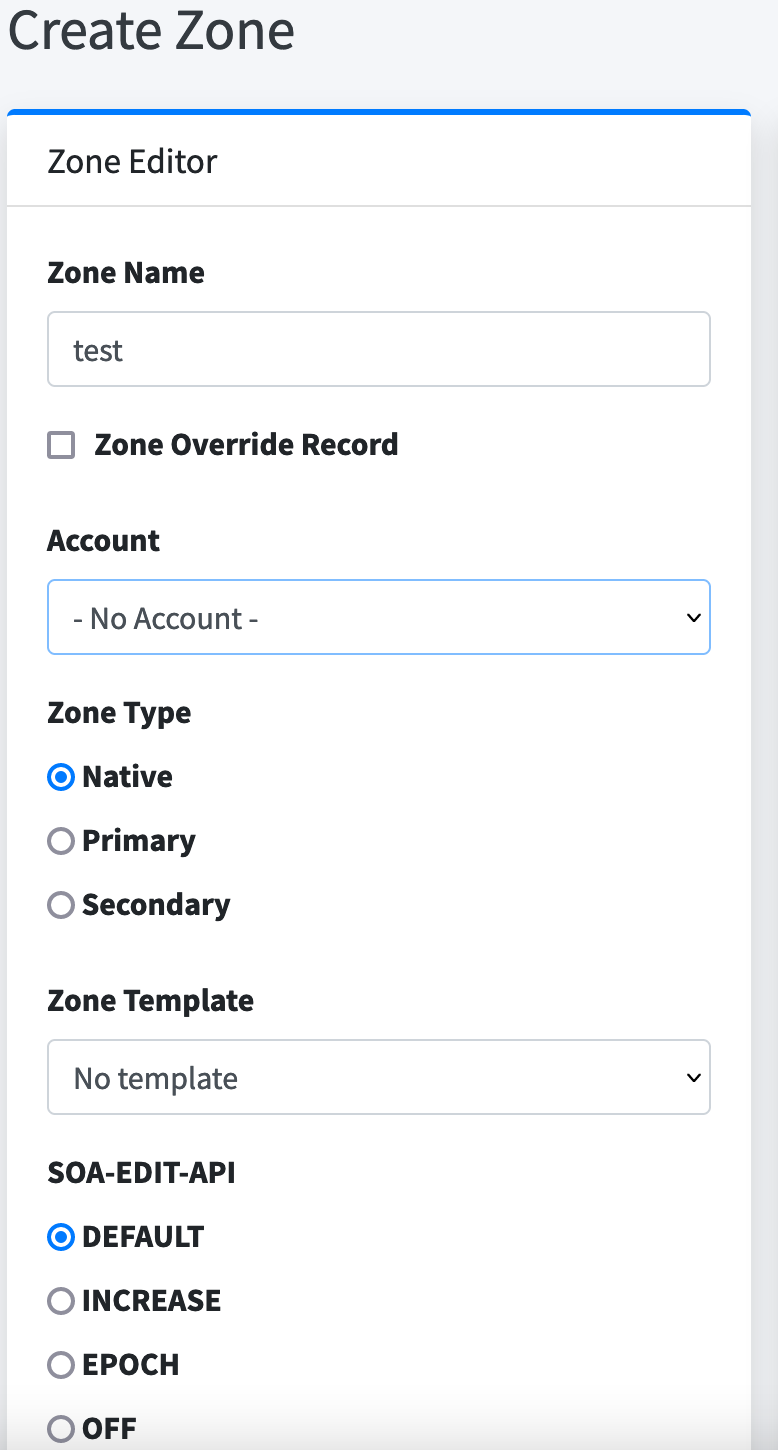 Create Zone
Zone Editor
Zone Name
test
Zone Override Record
Account
- No Account -
Zone Type
Native
Primary
Secondary
Zone Template
No template
SOA-EDIT-API
DEFAULT
INCREASE
EPOCH
OFF